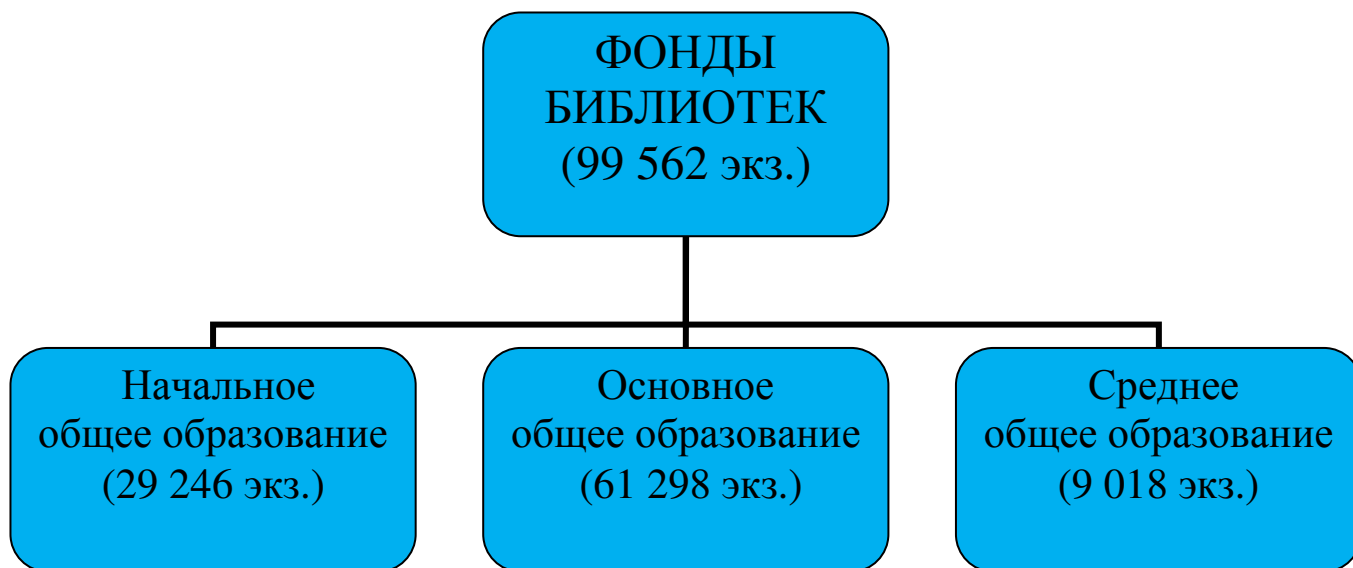 ФОНДЫ
БИБЛИОТЕК
(99 562 экз.)
Начальное
общее образование
(29 246 экз.)
Основное
общее образование
(61 298 экз.)
Среднее
общее образование
(9 018 экз.)